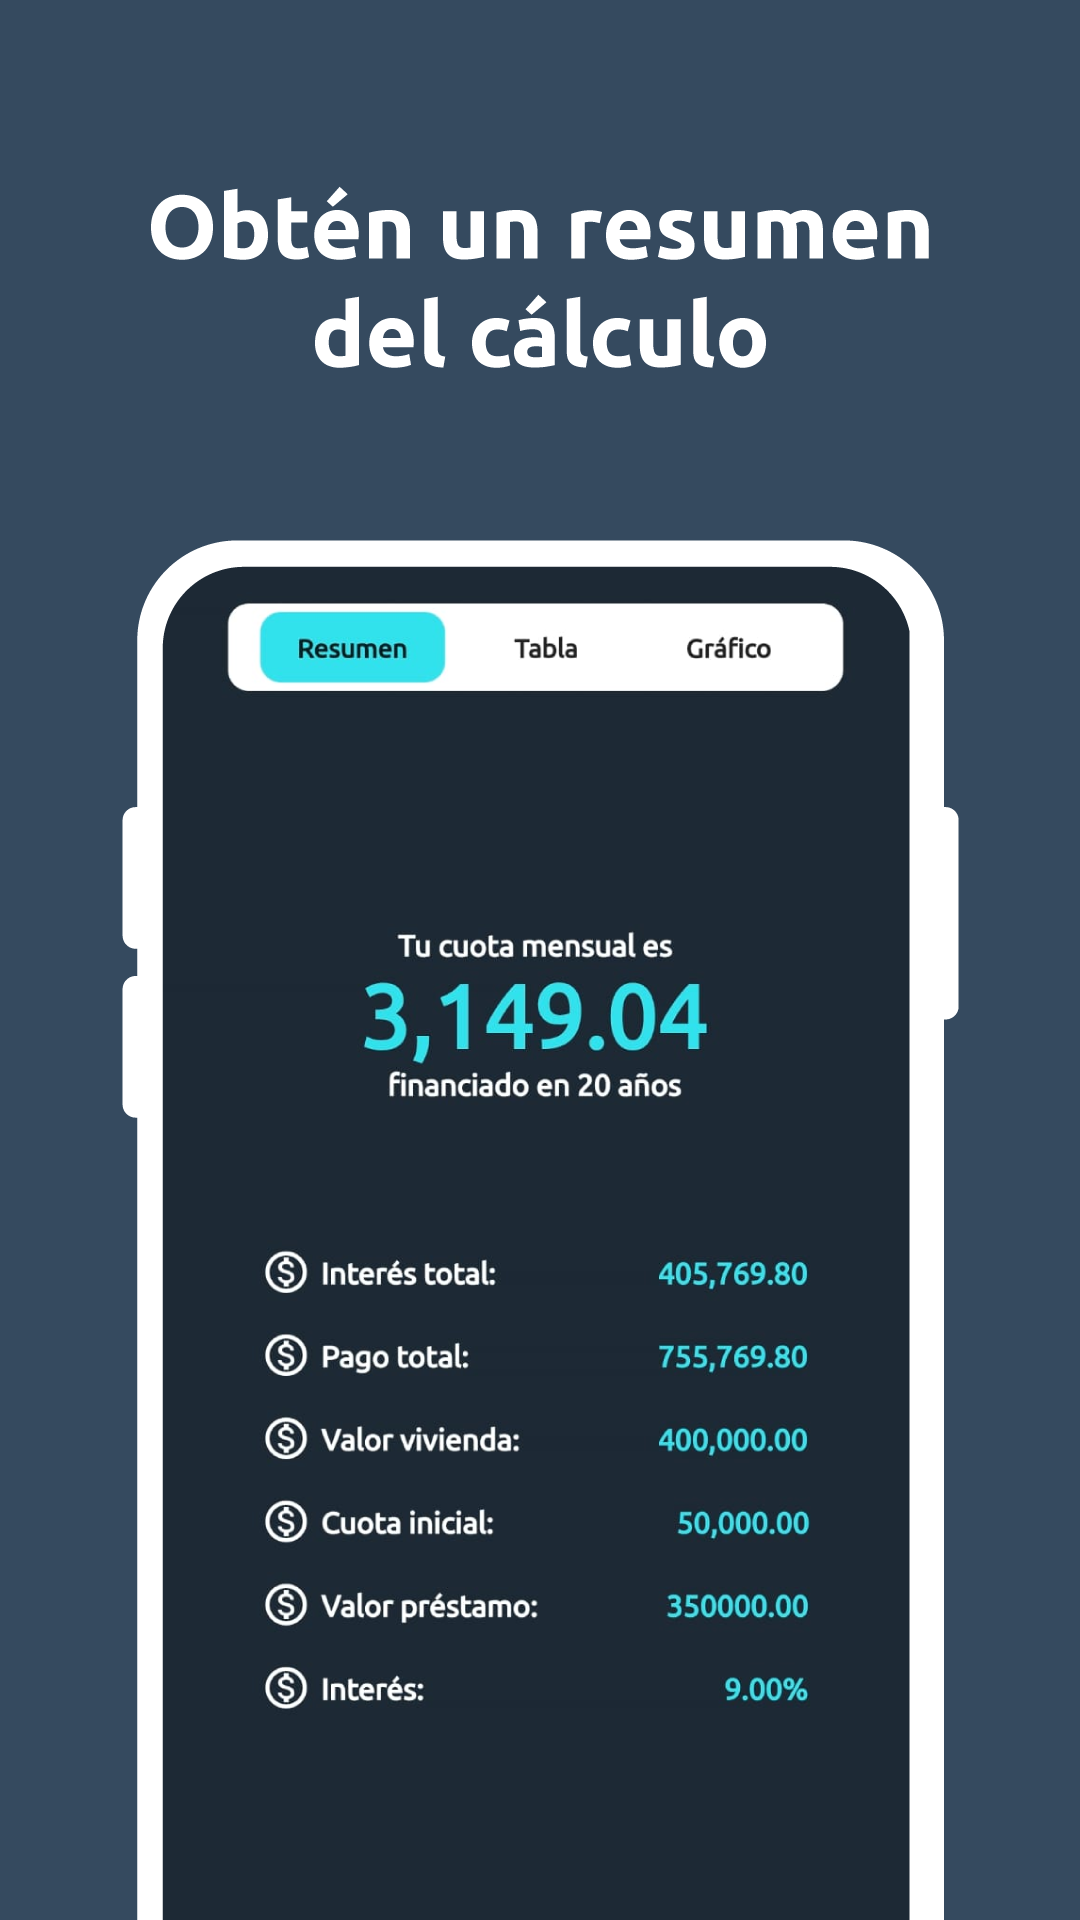 Obtén un resumen
del cálculo
Resumen Tabla Gráfico
Tu cuota mensual es
3,149.04
financiado en 20 años
Interés total: 405,769.80
Pago total: 755,769.80
Valor vivienda: 400,000.00
Cuota inicial: 50,000.00
Valor préstamo: 350000.00
Interés: 9.00%